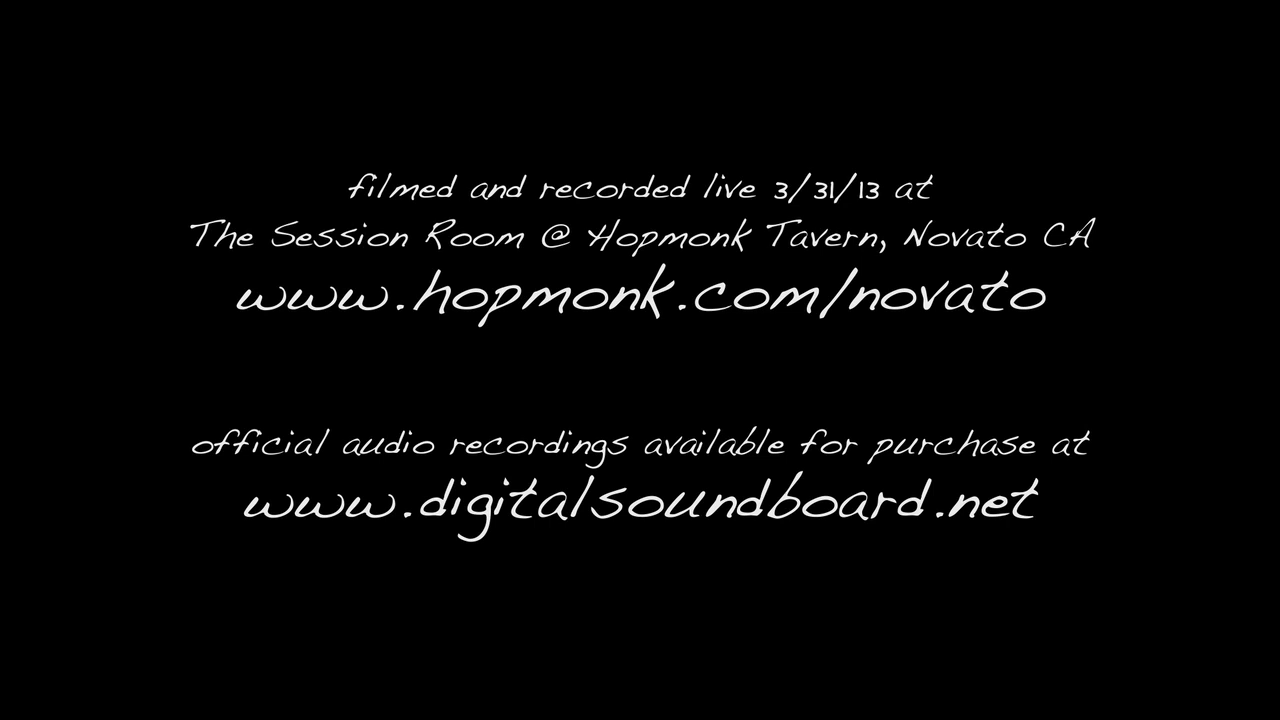 filmed and recorded live 3/31/13 at
The Session Room @ Hopmonk Tavern, Novato CA
www.hopmonk.com/novato
official audio recordings available for purchase at
www.digitalsoundboard.net